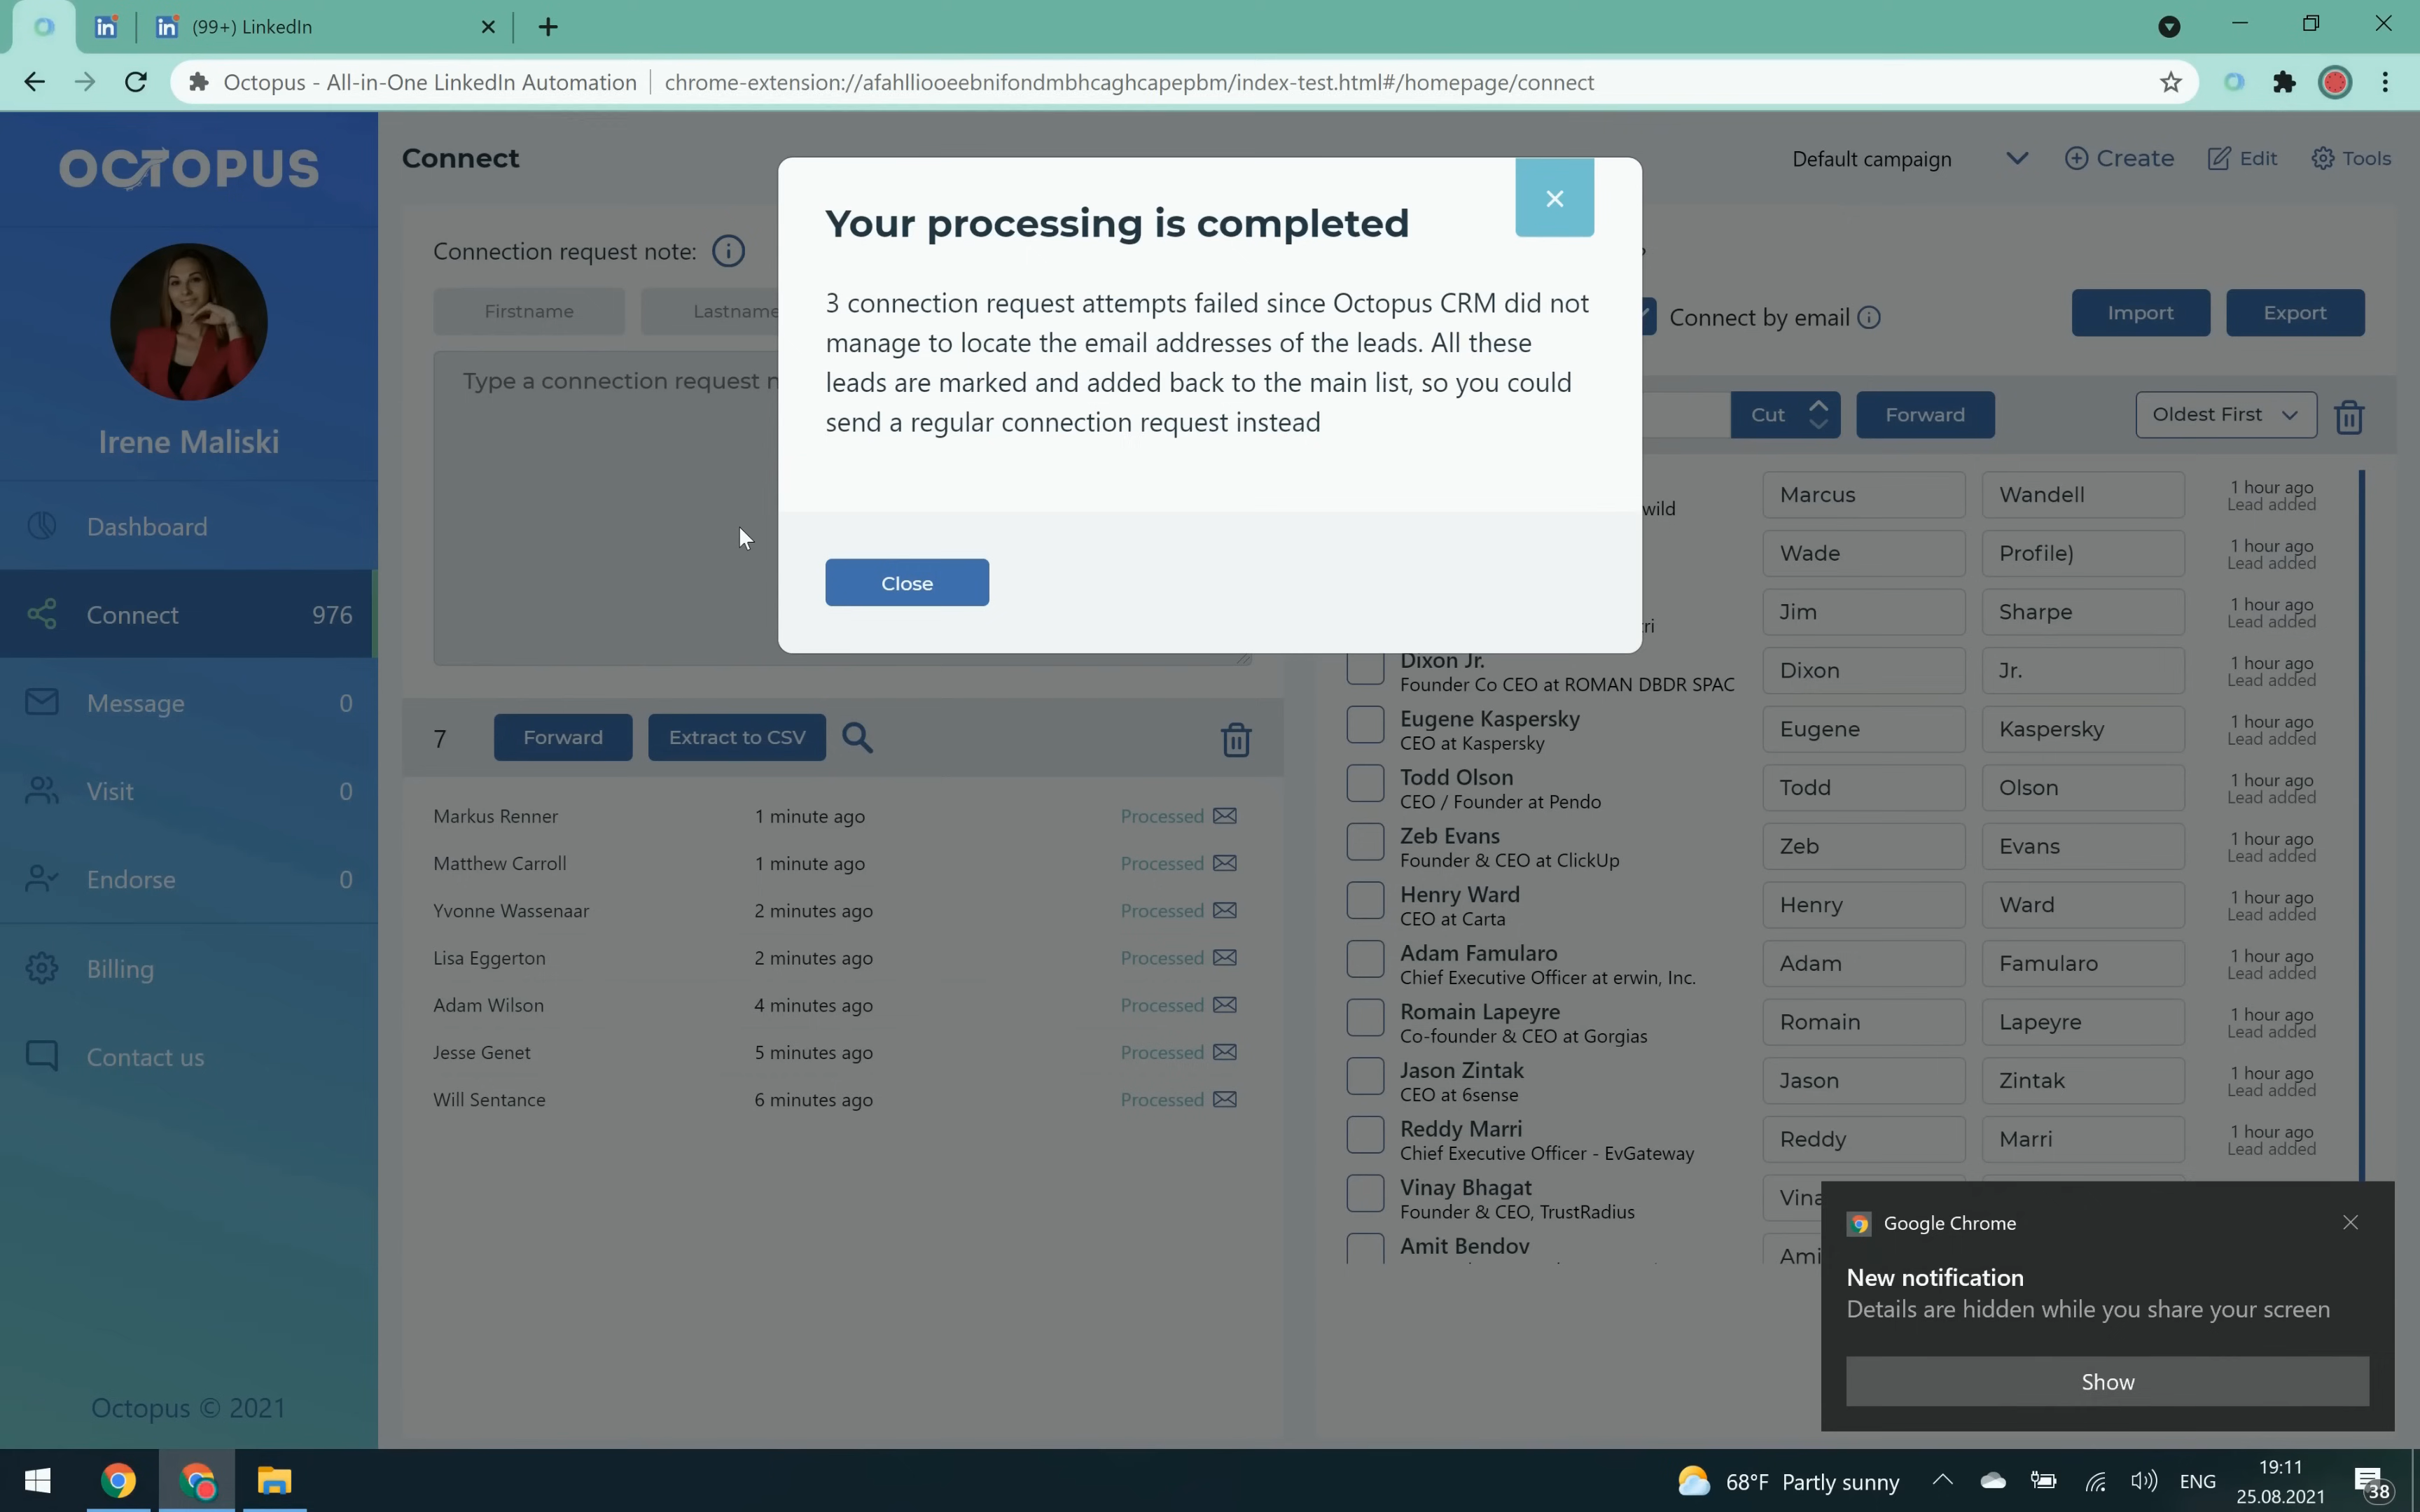 (99+) LinkedIn
Octopus - All-in-One LinkedIn Automation
chrome-extension://afahlliooeebnifondmbhcaghcapepbm/index-test.html#/homepage/connect
OCTOPUS
Irene Maliski
Dashboard
Connect 976
Message 0
Visit 0
Endorse 0
Billing
Contact us
Octopus © 2021
Connect
Default campaign
Create
Edit
Tools
Connection request note:
Firstname
Lastname
Type a connection request n
Your processing is completed
3 connection request attempts failed since Octopus CRM did not
manage to locate the email addresses of the leads. All these
leads are marked and added back to the main list, so you could
send a regular connection request instead
Close
Connect by email
Import
Export
Cut
Forward
Oldest First
7
Forward
Extract to CSV
Markus Renner 1 minute ago Processed
Matthew Carroll 1 minute ago Processed
Yvonne Wassenaar 2 minutes ago Processed
Lisa Eggerton 2 minutes ago Processed
Adam Wilson 4 minutes ago Processed
Jesse Genet 5 minutes ago Processed
Will Sentance 6 minutes ago Processed
wild
Marcus Wandell 1 hour ago
Lead added
Wade Profile) 1 hour ago
Lead added
ri
Jim Sharpe 1 hour ago
Lead added
Dixon Jr.
Founder Co CEO at ROMAN DBDR SPAC
Dixon Jr. 1 hour ago
Lead added
Eugene Kaspersky
CEO at Kaspersky
Eugene Kaspersky 1 hour ago
Lead added
Todd Olson
CEO / Founder at Pendo
Todd Olson 1 hour ago
Lead added
Zeb Evans
Founder & CEO at ClickUp
Zeb Evans 1 hour ago
Lead added
Henry Ward
CEO at Carta
Henry Ward 1 hour ago
Lead added
Adam Famularo
Chief Executive Officer at erwin, Inc.
Adam Famularo 1 hour ago
Lead added
Romain Lapeyre
Co-founder & CEO at Gorgias
Romain Lapeyre 1 hour ago
Lead added
Jason Zintak
CEO at 6sense
Jason Zintak 1 hour ago
Lead added
Reddy Marri
Chief Executive Officer - EvGateway
Reddy Marri 1 hour ago
Lead added
Vinay Bhagat
Founder & CEO, TrustRadius
Vina
Amit Bendov
Ami
Google Chrome
New notification
Details are hidden while you share your screen
Show
68°F Partly sunny
ENG
19:11
25.08.2021
38